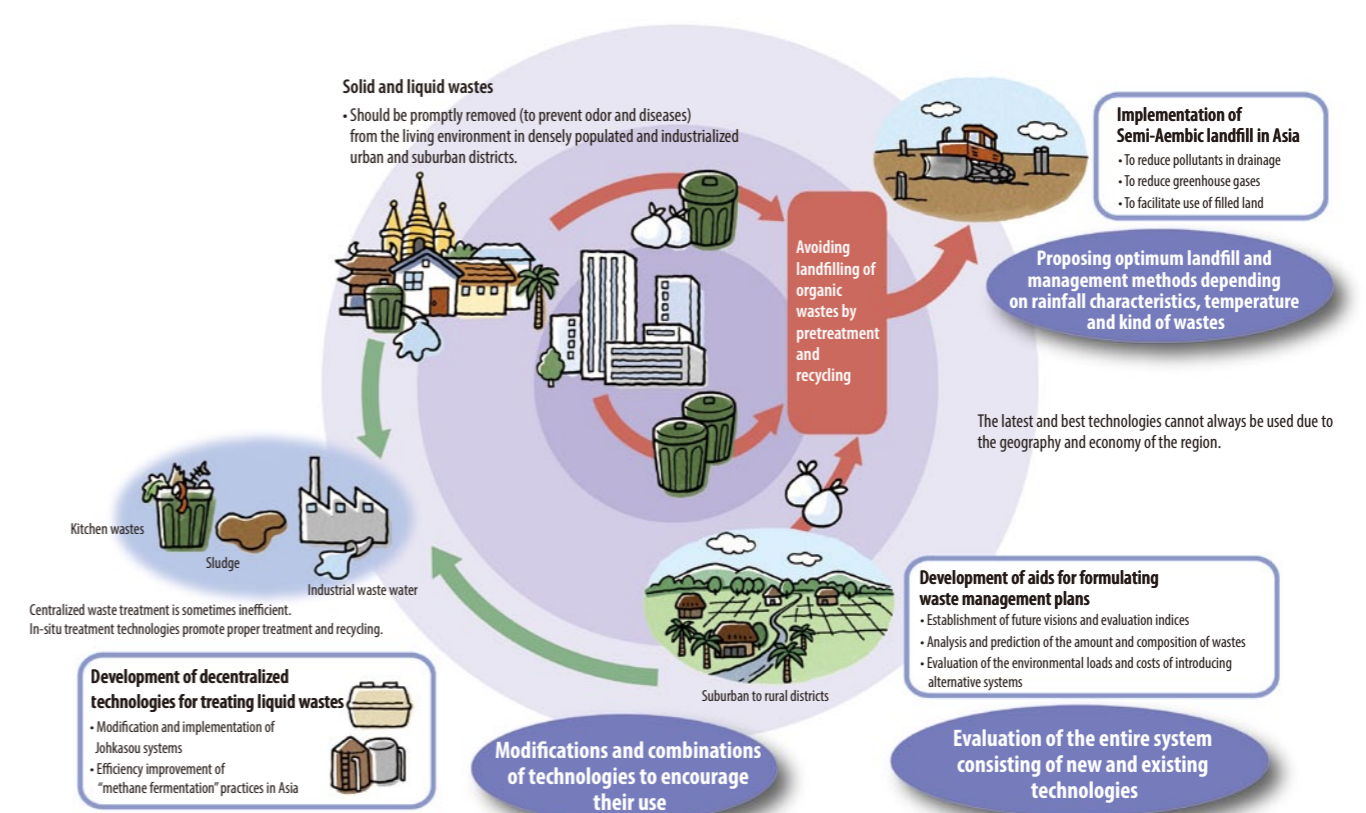 Solid and liquid wastes
• Should be promptly removed (to prevent odor and diseases)
from the living environment in densely populated and industrialized
urban and suburban districts.
Implementation of
Semi-Aembic landfill in Asia
• To reduce pollutants in drainage
• To reduce greenhouse gases
• To facilitate use of filled land
Avoiding
landfilling of
organic
wastes by
pretreatment
and
recycling
Proposing optimum landfill and
management methods depending
on rainfall characteristics, temperature
and kind of wastes
The latest and best technologies cannot always be used due to
the geography and economy of the region.
Kitchen wastes
Sludge
Industrial waste water
Centralized waste treatment is sometimes inefficient.
In-situ treatment technologies promote proper treatment and recycling.
Development of decentralized
technologies for treating liquid wastes
• Modification and implementation of
Johkasou systems
• Efficiency improvement of
“methane fermentation” practices in Asia
Suburban to rural districts
Development of aids for formulating
waste management plans
• Establishment of future visions and evaluation indices
• Analysis and prediction of the amount and composition of wastes
• Evaluation of the environmental loads and costs of introducing
alternative systems
Modifications and combinations
of technologies to encourage
their use
Evaluation of the entire system
consisting of new and existing
technologies